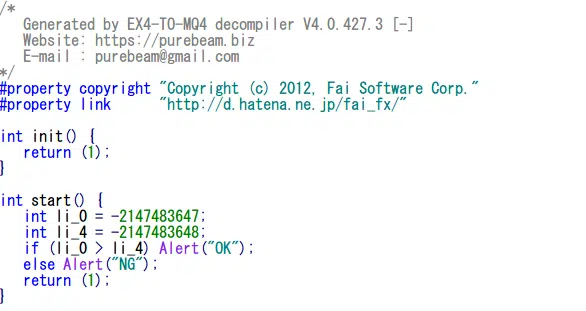 /*
Generated by EX4-TO-MQ4 decompiler V4.0.427.3 [-]
Website: https://purebeam.biz
E-mail : purebeam@gmail.com
*/
#property copyright "Copyright (c) 2012, Fai Software Corp."
#property link "http://d.hatena.ne.jp/fai_fx/"
int init() {
return (1);
}
int start() {
int li_0 = -2147483647;
int li_4 = -2147483648;
if (li_0 > li_4) Alert("OK");
else Alert("NG");
return (1);
}